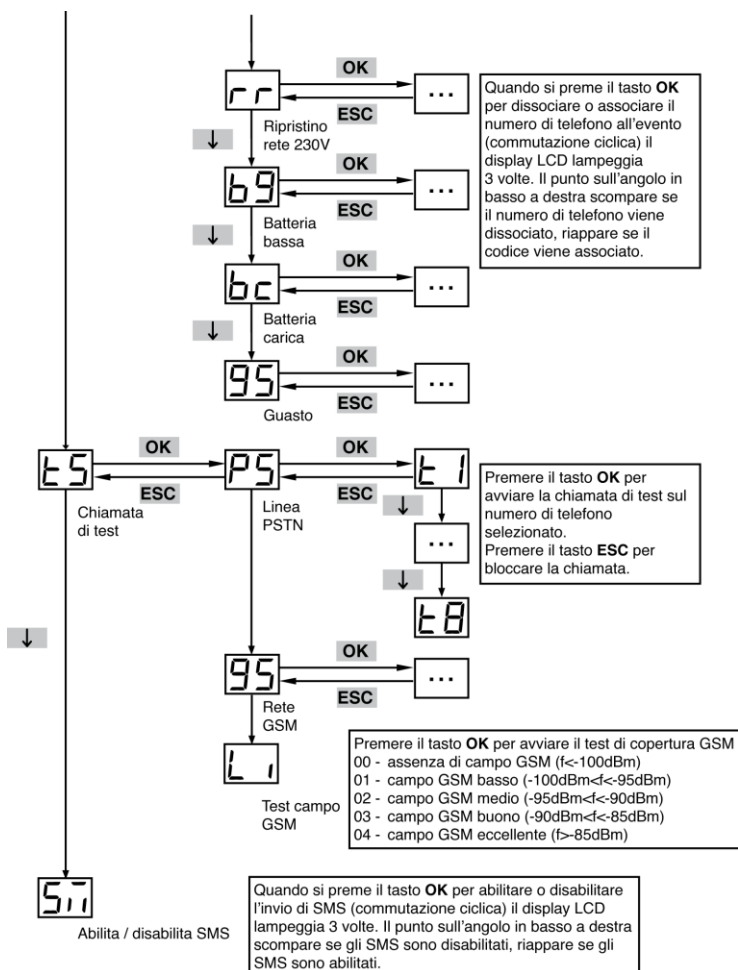 OK
rr
...
ESC
Ripristino
rete 230V
↓
OK
b9
...
ESC
Batteria
bassa
↓
OK
bc
...
ESC
Batteria
carica
↓
OK
95
...
ESC
Guasto
Quando si preme il tasto OK
per dissociare o associare il
numero di telefono all'evento
(commutazione ciclica) il
display LCD lampeggia
3 volte. Il punto sull'angolo in
basso a destra scompare se
il numero di telefono viene
dissociato, riappare se il
codice viene associato.
tS
OK
ESC
Chiamata
di test
PS
OK
ESC
Linea
PSTN
t1
↓
...
↓
t8
Premere il tasto OK per
avviare la chiamata di test sul
numero di telefono
selezionato.
Premere il tasto ESC per
bloccare la chiamata.
↓
95
OK
ESC
...
Rete
GSM
Li
Test campo
GSM
Premere il tasto OK per avviare il test di copertura GSM
00 - assenza di campo GSM (f<-100dBm)
01 - campo GSM basso (-100dBm<f<-95dBm)
02 - campo GSM medio (-95dBm<f<-90dBm)
03 - campo GSM buono (-90dBm<f<-85dBm)
04 - campo GSM eccellente (f>-85dBm)
Abilita / disabilita SMS
Quando si preme il tasto OK per abilitare o disabilitare
l'invio di SMS (commutazione ciclica) il display LCD
lampeggia 3 volte. Il punto sull'angolo in basso a destra
scompare se gli SMS sono disabilitati, riappare se gli
SMS sono abilitati.